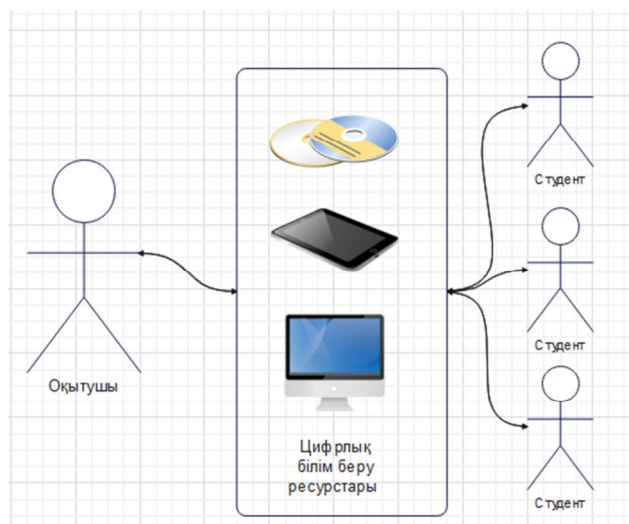 Оқытушы
Цифрлық
білім беру
ресурстары
Студент
Студент
Студент